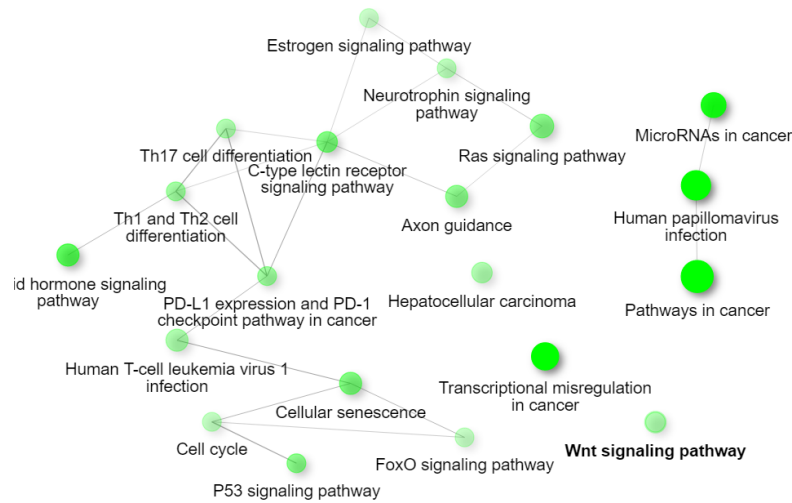 Estrogen signaling pathway
Neurotrophin signaling
pathway
MicroRNAs in cancer
Th17 cell differentiation
C-type lectin receptor
signaling pathway
Ras signaling pathway
Th1 and Th2 cell
differentiation
Axon guidance
Human papillomavirus
infection
id hormone signaling
pathway
PD-L1 expression and PD-1
checkpoint pathway in cancer
Hepatocellular carcinoma
Pathways in cancer
Human T-cell leukemia virus 1
infection
Transcriptional misregulation
in cancer
Cellular senescence
Cell cycle
FoxO signaling pathway
Wnt signaling pathway
P53 signaling pathway